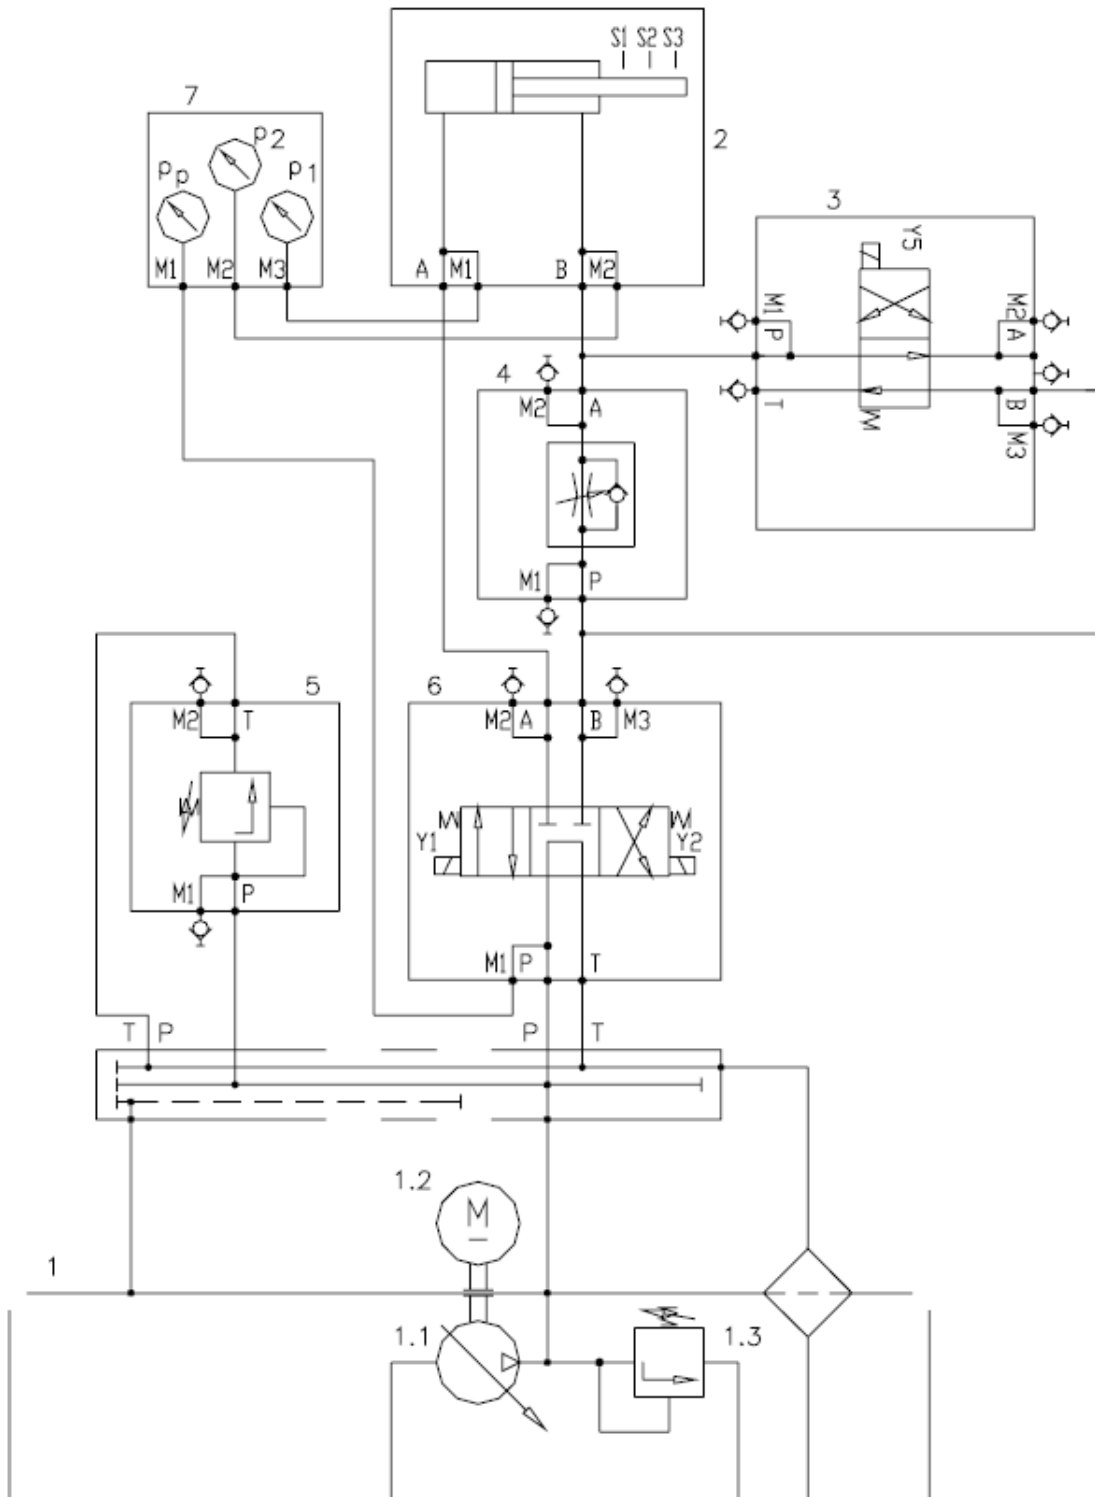 S1 S2 S3
7
2
p2
Pp
p1
3
Y5
M1 M2 M3
A M1 B M2
M1 P
M2 A
4
M2 A
T
B M3
M1 P
5
6
M2 T
M2 A B M3
Y1
Y2
M1 P
M1 P T
T P
P T
1.2
M
1
1.1
1.3